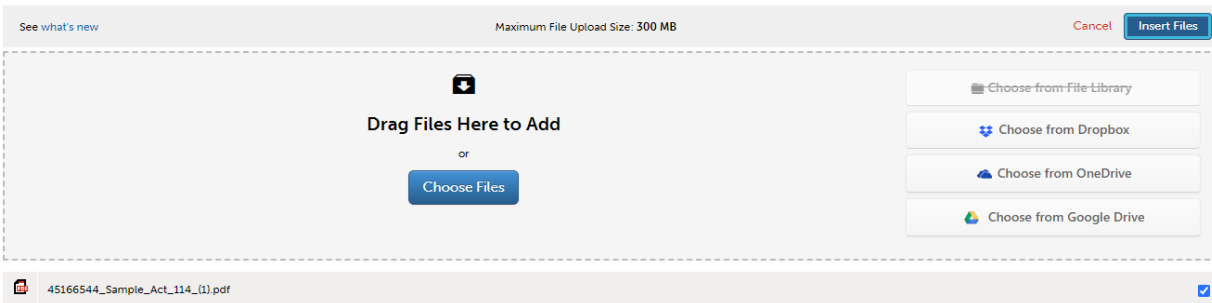 See what's new
Maximum File Upload Size: 300 MB
Cancel
Insert Files
Drag Files Here to Add
or
Choose Files
Choose from File Library
Choose from Dropbox
Choose from OneDrive
Choose from Google Drive
45166544_Sample_Act_114_(1).pdf